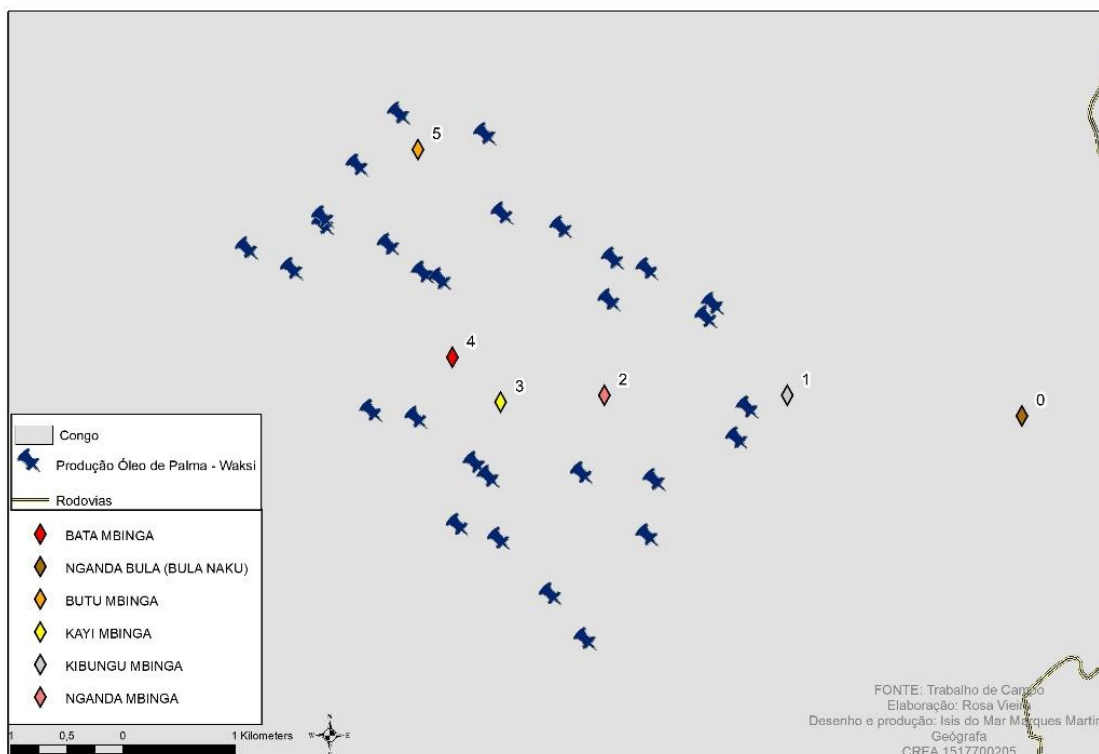 5
4
3
2
1
0
Congo
Produção Óleo de Palma - Waksi
Rodovias
BATA MBINGA
NGANDA BULA (BULA NAKU)
BUTU MBINGA
KAYI MBINGA
KIBUNGU MBINGA
NGANDA MBINGA
1 0,5 0 1 Kilometers
N
W E
S
FONTE: Trabalho de Campo
Elaboração: Rosa Vieira
Desenho e produção: Isis do Mar Marques Martin
Geógrafa
CREA 1517700205